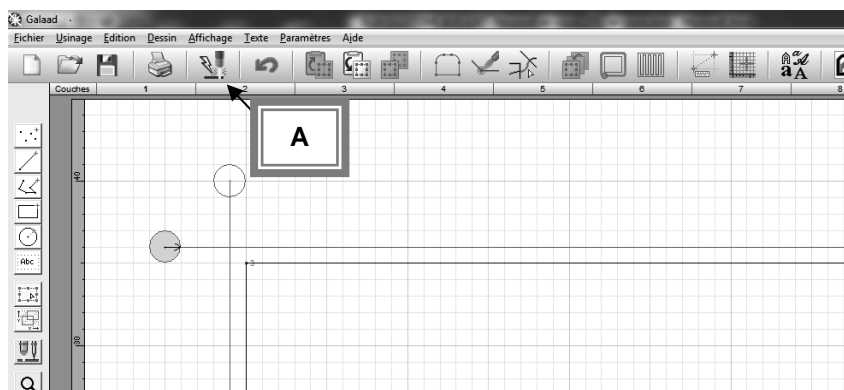 Galaad -
Fichier Usinage Edition Dessin Affichage Texte Paramètres Aide
Couches 1 2 3 4 5 6 7 8
A
40
3
Abc
30